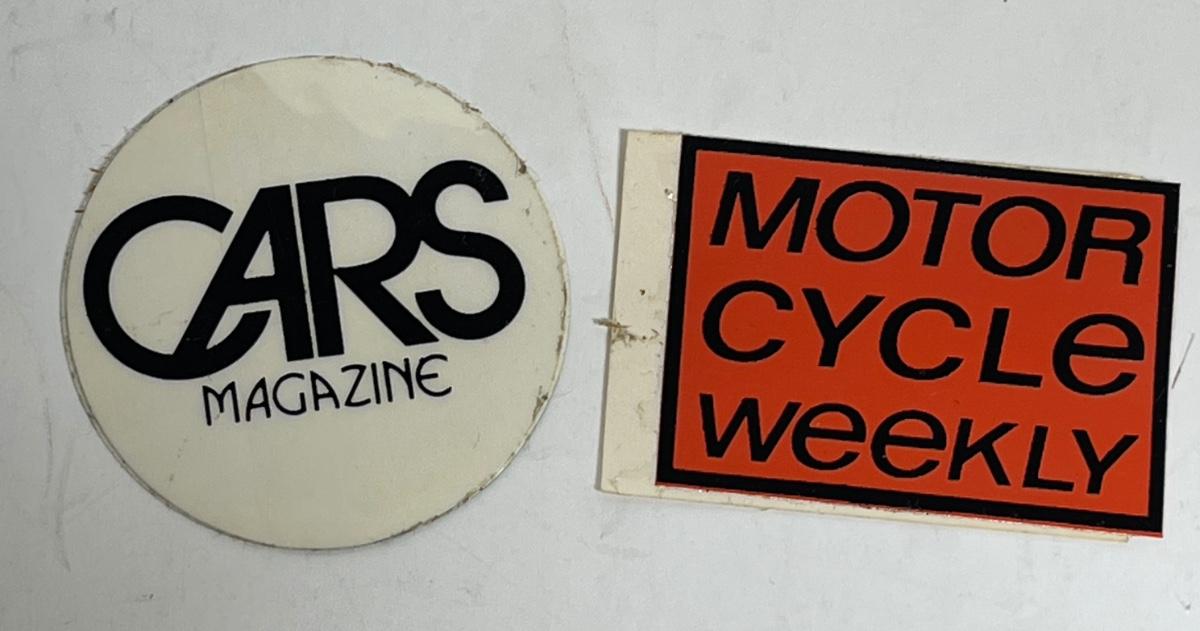 CARS
MAGAZINE
MOTOR
CYCLe
weeKLY